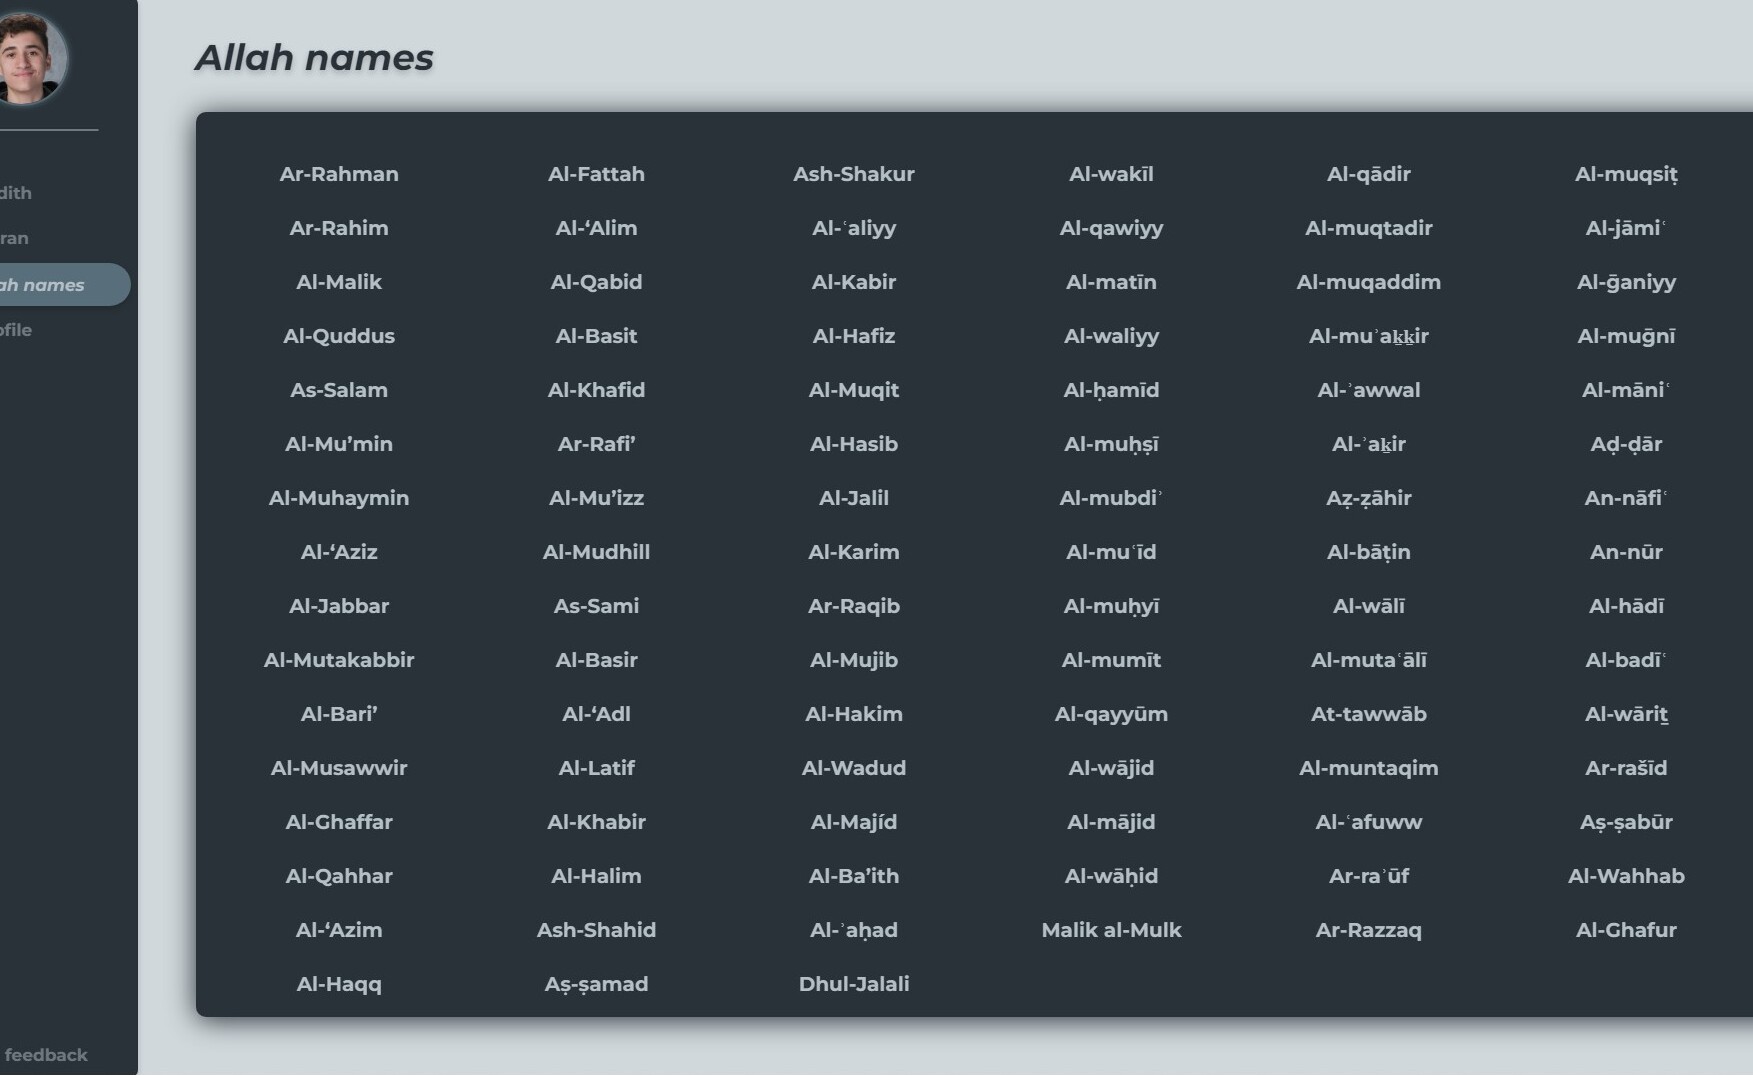 Allah names
dith
ran
ah names
ofile
feedback
Ar-Rahman Al-Fattah Ash-Shakur Al-wakīl Al-qādir Al-muqsiṭ
Ar-Rahim Al-‘Alim Al-ʿaliyy Al-qawiyy Al-muqtadir Al-jāmiʿ
Al-Malik Al-Qabid Al-Kabir Al-matīn Al-muqaddim Al-ḡaniyy
Al-Quddus Al-Basit Al-Hafiz Al-waliyy Al-muʾaḵḵir Al-muḡnī
As-Salam Al-Khafid Al-Muqit Al-ḥamīd Al-ʾawwal Al-māniʿ
Al-Mu’min Ar-Rafi’ Al-Hasib Al-muḥṣī Al-ʾaḵir Aḍ-ḍār
Al-Muhaymin Al-Mu’izz Al-Jalil Al-mubdiʾ Aẓ-ẓāhir An-nāfiʿ
Al-‘Aziz Al-Mudhill Al-Karim Al-muʿīd Al-bāṭin An-nūr
Al-Jabbar As-Sami Ar-Raqib Al-muḥyī Al-wālī Al-hādī
Al-Mutakabbir Al-Basir Al-Mujib Al-mumīt Al-mutaʿālī Al-badīʿ
Al-Bari’ Al-‘Adl Al-Hakim Al-qayyūm At-tawwāb Al-wāriṯ
Al-Musawwir Al-Latif Al-Wadud Al-wājid Al-muntaqim Ar-rašīd
Al-Ghaffar Al-Khabir Al-Majíd Al-mājid Al-ʿafuww Aṣ-ṣabūr
Al-Qahhar Al-Halim Al-Ba’ith Al-wāḥid Ar-raʾūf Al-Wahhab
Al-‘Azim Ash-Shahid Al-ʾaḥad Malik al-Mulk Ar-Razzaq Al-Ghafur
Al-Haqq Aṣ-ṣamad Dhul-Jalali